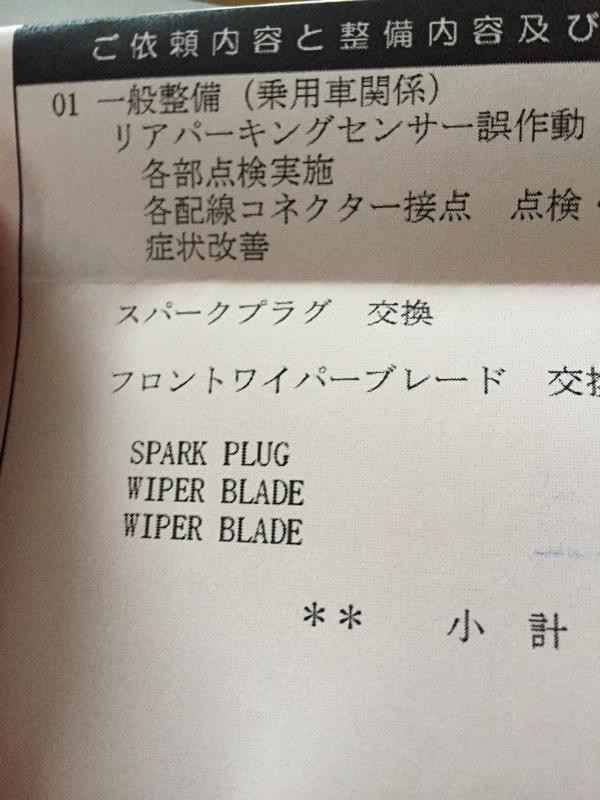 ご依頼内容と整備内容及び
01 一般整備（乗用車関係）
リアパーキングセンサー誤作動
各部点検実施
各配線コネクター接点　点検・
症状改善
スパークプラグ　交換
フロントワイパーブレード　交換
SPARK PLUG
WIPER BLADE
WIPER BLADE
** 小 計